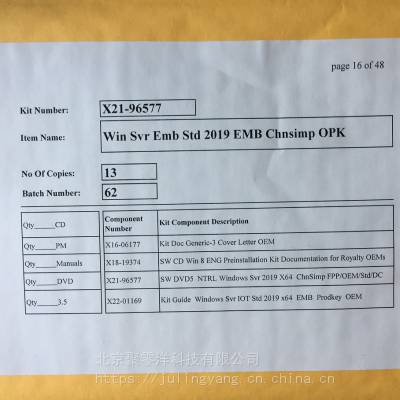 page 16 of 48
Kit Number: X21-96577
Item Name: Win Svr Emb Std 2019 EMB Chnsimp OPK
No Of Copies: 13
Batch Number: 62
Qty_____CD Component Number Kit Component Description
Qty_____PM X16-06177 Kit Doc Generic-3 Cover Letter OEM
Qty_____Manuals X18-19374 SW CD Win 8 ENG Preinstallation Kit Documentation for Royalty OEMs
Qty_____DVD X21-96577 SW DVD5 NTRL Windows Svr 2019 X64 ChnSimp FPP/OEM/Std/DC
Qty_____3.5 X22-01169 Kit Guide Windows Svr IOT Std 2019 x64 EMB Prodkey OEM
北京聚零洋科技有限公司
https://julingyang.cn.china.cn